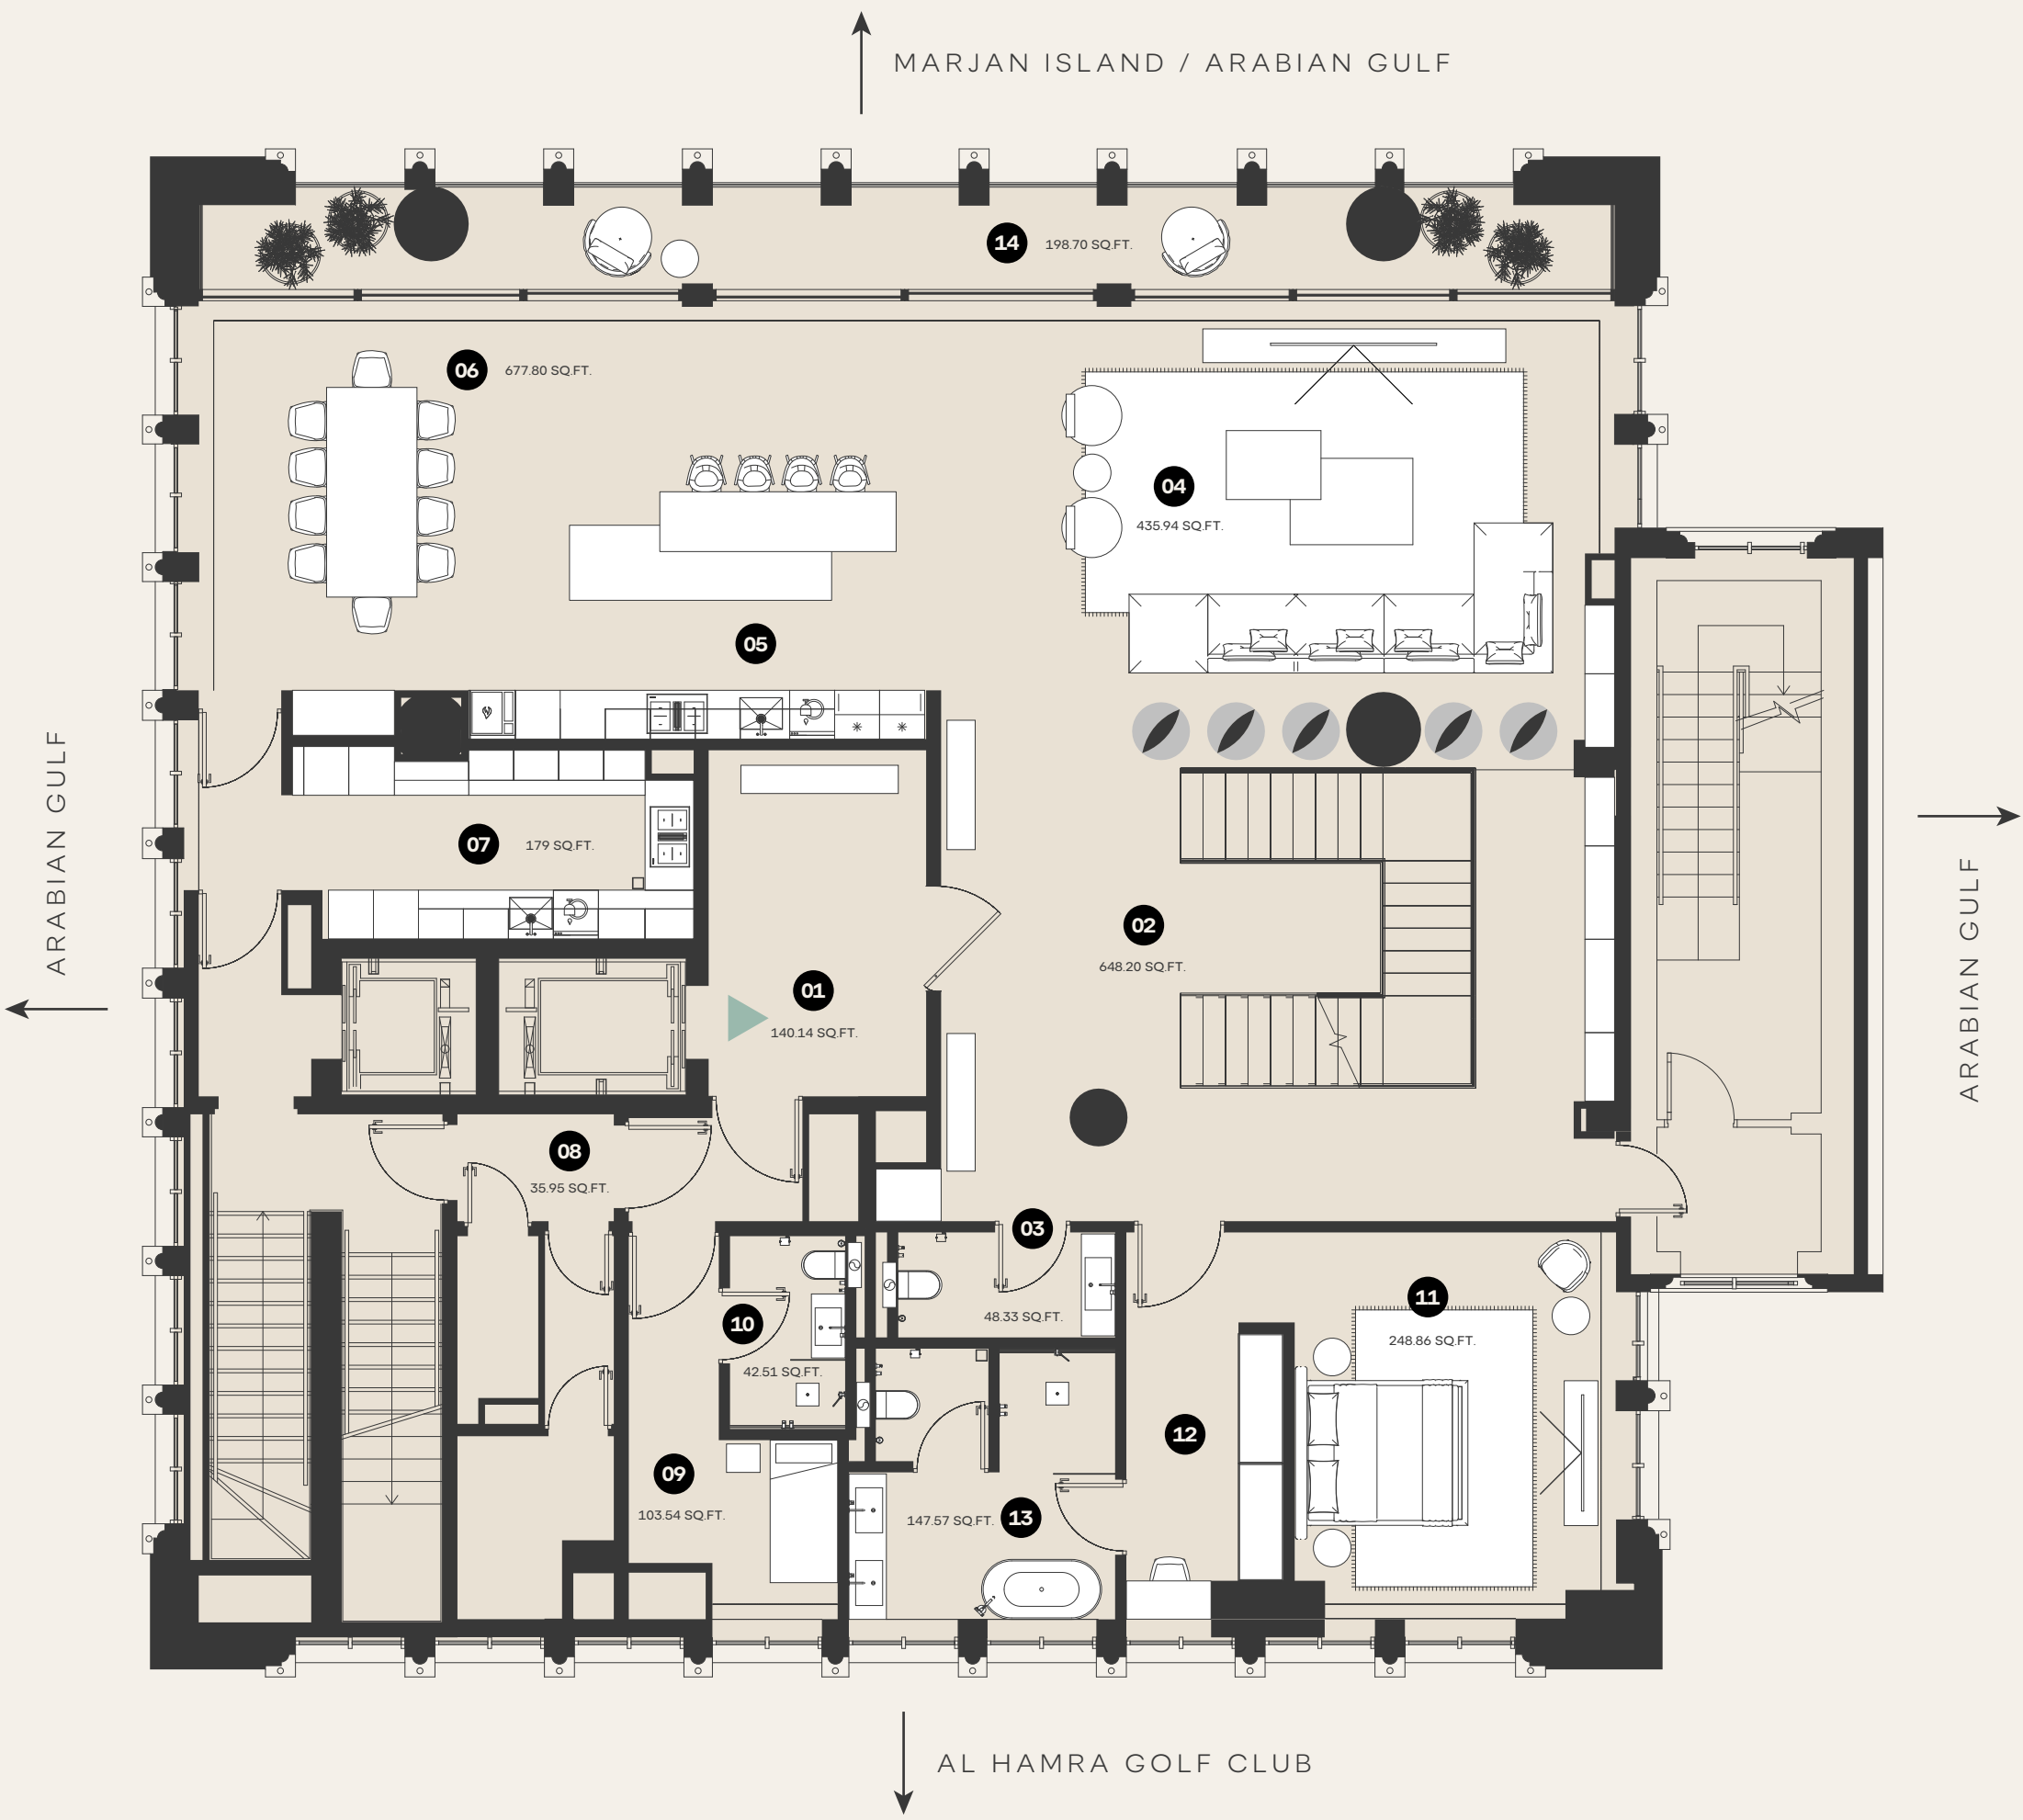 MARJAN ISLAND / ARABIAN GULF
14 198.70 SQ.FT.
06 677.80 SQ.FT.
04
435.94 SQ.FT.
05
ARABIAN GULF
07 179 SQ.FT.
02
648.20 SQ.FT.
ARABIAN GULF
01
140.14 SQ.FT.
08
35.95 SQ.FT.
03
48.33 SQ.FT.
10
42.51 SQ.FT.
11
248.86 SQ.FT.
12
09
103.54 SQ.FT.
147.57 SQ.FT. 13
AL HAMRA GOLF CLUB